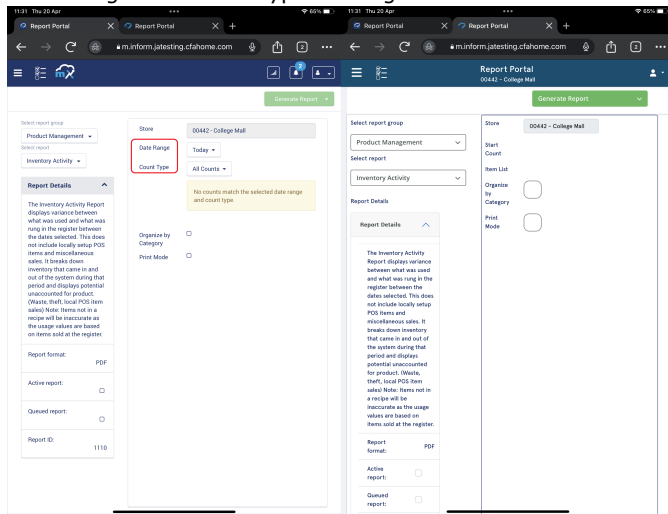 11:31 Thu 20 Apr
65%
Report Portal
Report Portal
m.inform.jatesting.cfahome.com
2
mx
2
Generate Report
Select report group
Product Management
Select report
Inventory Activity
Report Details
The Inventory Activity Report
displays variance between
what was used and what was
rung in the register between
the dates selected. This does
not include locally setup POS
items and miscellaneous
sales. It breaks down
inventory that came in and
out of the system during that
period and displays potential
unaccounted for product.
(Waste, theft, local POS item
sales) Note: Items not in a
recipe will be inaccurate as
the usage values are based
on items sold at the register.
Report format:
PDF
Active report:
Queued report:
Report ID:
1110
Store
00442 - College Mall
Date Range
Today
Count Type
All Counts
No counts match the selected date range
and count type.
Organize by
Category
Print Mode
11:31 Thu 20 Apr
65%
Report Portal
Report Portal
m.inform.jatesting.cfahome.com
2
Report Portal
00442 - College Mall
Generate Report
Select report group
Product Management
Select report
Inventory Activity
Report Details
Report Details
The Inventory Activity
Report displays variance
between what was used
and what was rung in the
register between the
dates selected. This does
not include locally setup
POS items and
miscellaneous sales. It
breaks down inventory
that came in and out of
the system during that
period and displays
potential unaccounted
for product. (Waste,
theft, local POS item
sales) Note: Items not in
a recipe will be
inaccurate as the usage
values are based on
items sold at the register.
Report
format:
PDF
Active
report:
Queued
report:
Store
00442 - College Mall
Start
Count
Item List
Organize
by
Category
Print
Mode